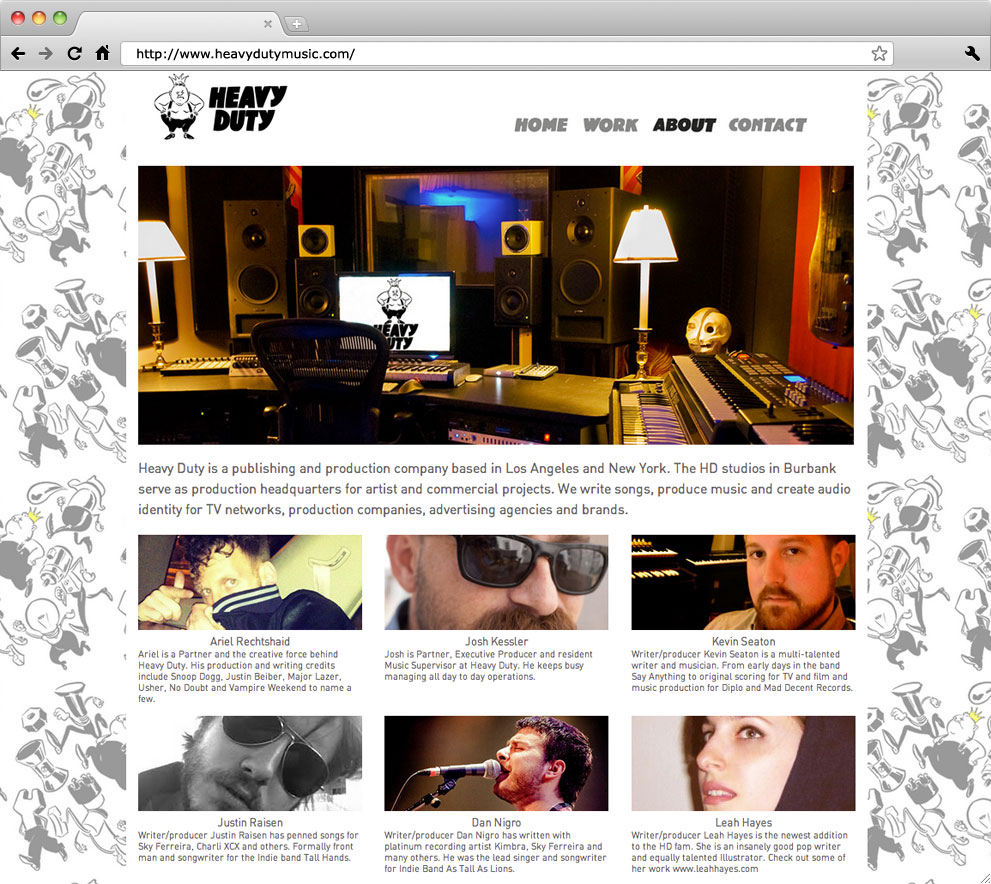 http://www.heavydutymusic.com/
HEAVY
DUTY
HOME WORK ABOUT CONTACT
HEAVY
DUTY
Heavy Duty is a publishing and production company based in Los Angeles and New York. The HD studios in Burbank
serve as production headquarters for artist and commercial projects. We write songs, produce music and create audio
identity for TV networks, production companies, advertising agencies and brands.
Ariel Rechtshaid
Ariel is a Partner and the creative force behind
Heavy Duty. His production and writing credits
include Snoop Dogg, Justin Beiber, Major Lazer,
Usher, No Doubt and Vampire Weekend to name a
few.
Josh Kessler
Josh is Partner, Executive Producer and resident
Music Supervisor at Heavy Duty. He keeps busy
managing all day to day operations.
Kevin Seaton
Writer/producer Kevin Seaton is a multi-talented
writer and musician. From early days in the band
Say Anything to original scoring for TV and film and
music production for Diplo and Mad Decent Records.
Justin Raisen
Writer/producer Justin Raisen has penned songs for
Sky Ferreira, Charli XCX and others. Formally front
man and songwriter for the Indie band Tall Hands.
Dan Nigro
Writer/producer Dan Nigro has written with
platinum recording artist Kimbra, Sky Ferreira and
many others. He was the lead singer and songwriter
for Indie Band As Tall As Lions.
Leah Hayes
Writer/producer Leah Hayes is the newest addition
to the HD fam. She is an insanely good pop writer
and equally talented Illustrator. Check out some of
her work www.leahhayes.com